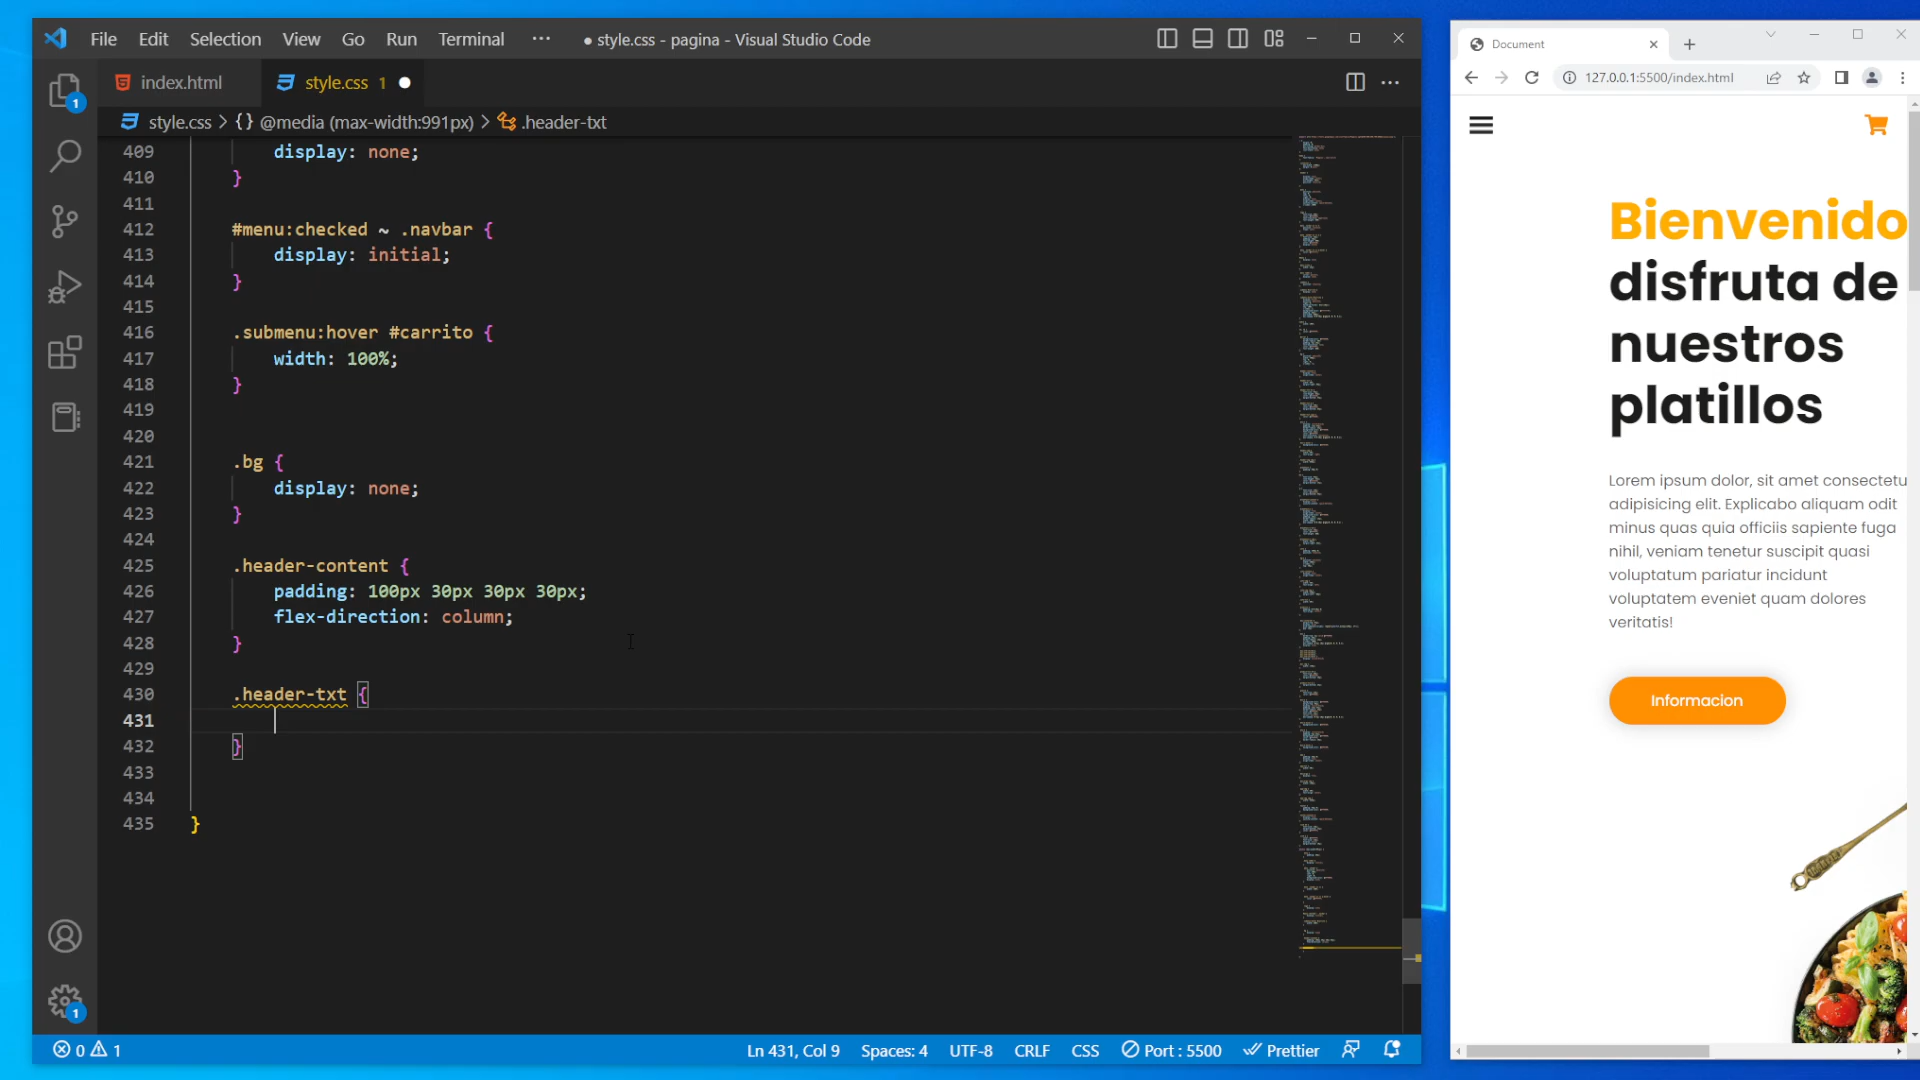 File Edit Selection View Go Run Terminal ··· ● style.css - pagina - Visual Studio Code
index.html style.css 1
style.css > {} @media (max-width:991px) > .header-txt
409 display: none;
410 }
411
412 #menu:checked ~ .navbar {
413 display: initial;
414 }
415
416 .submenu:hover #carrito {
417 width: 100%;
418 }
419
420
421 .bg {
422 display: none;
423 }
424
425 .header-content {
426 padding: 100px 30px 30px 30px;
427 flex-direction: column;
428 }
429
430 .header-txt {
431
432 }
433
434
435 }
1
1
0 1 Ln 431, Col 9 Spaces: 4 UTF-8 CRLF CSS Port : 5500 Prettier
Document
127.0.0.1:5500/index.html
Bienvenido
disfruta de
nuestros
platillos
Lorem ipsum dolor, sit amet consectetu
adipisicing elit. Explicabo aliquam odit
minus quas quia officiis sapiente fuga
nihil, veniam tenetur suscipit quasi
voluptatum pariatur incidunt
voluptatem eveniet quam dolores
veritatis!
Informacion